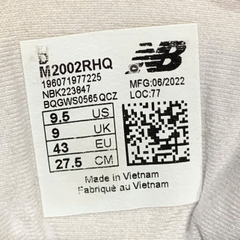 D
M2002RHQ
196071977225
NBK223847
BQGWS0565QCZ
NB
MFG:06/2022
LOC:77
9.5 US
9 UK
43 EU
27.5 CM
Made in Vietnam
Fabriqué au Vietnam